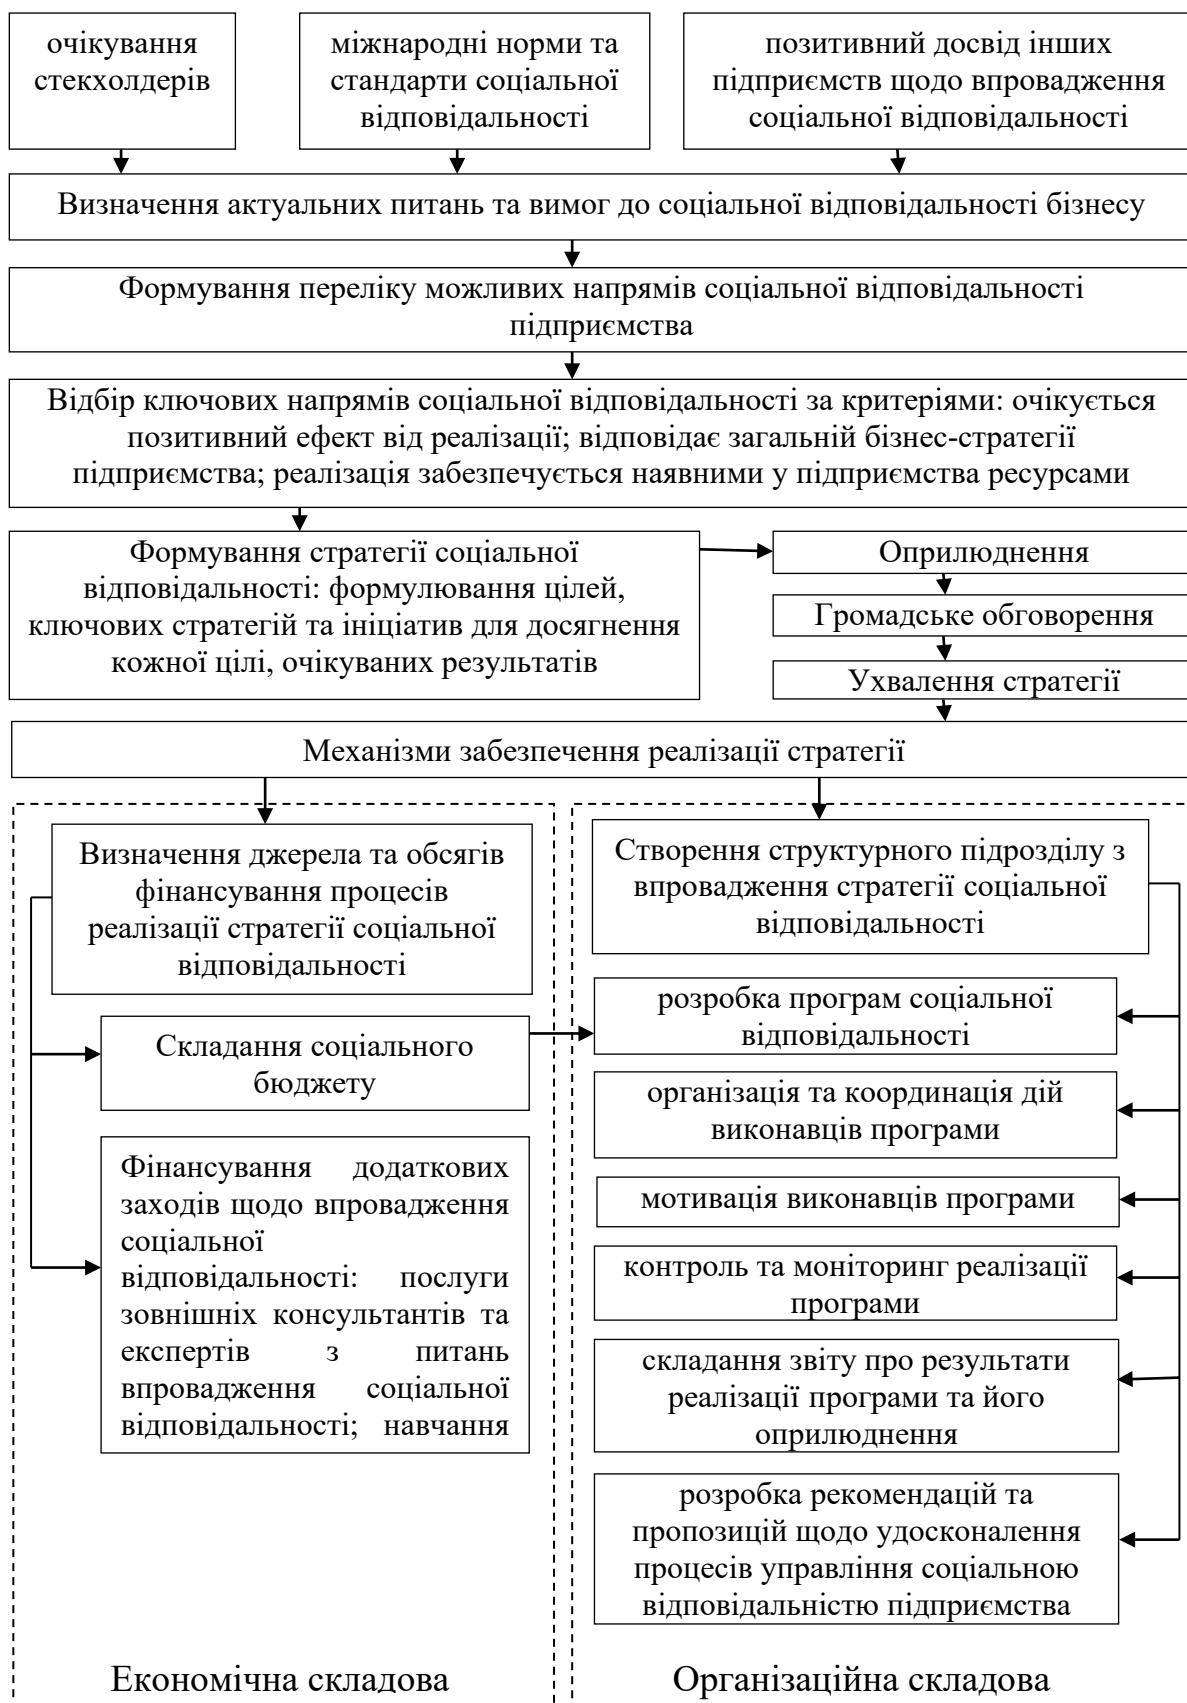 очікування
стекхолдерів
міжнародні норми та
стандарти соціальної
відповідальності
позитивний досвід інших
підприємств щодо впровадження
соціальної відповідальності
Визначення актуальних питань та вимог до соціальної відповідальності бізнесу
Формування переліку можливих напрямів соціальної відповідальності
підприємства
Відбір ключових напрямів соціальної відповідальності за критеріями: очікується
позитивний ефект від реалізації; відповідає загальній бізнес-стратегії
підприємства; реалізація забезпечується наявними у підприємства ресурсами
Формування стратегії соціальної
відповідальності: формулювання цілей,
ключових стратегій та ініціатив для досягнення
кожної цілі, очікуваних результатів
Оприлюднення
Громадське обговорення
Ухвалення стратегії
Механізми забезпечення реалізації стратегії
Визначення джерела та обсягів
фінансування процесів
реалізації стратегії соціальної
відповідальності
Складання соціального
бюджету
Фінансування додаткових
заходів щодо впровадження
соціальної
відповідальності: послуги
зовнішніх консультантів та
експертів з питань
впровадження соціальної
відповідальності; навчання
Економічна складова
Створення структурного підрозділу з
впровадження стратегії соціальної
відповідальності
розробка програм соціальної
відповідальності
організація та координація дій
виконавців програми
мотивація виконавців програми
контроль та моніторинг реалізації
програми
складання звіту про результати
реалізації програми та його
оприлюднення
розробка рекомендацій та
пропозицій щодо удосконалення
процесів управління соціальною
відповідальністю підприємства
Організаційна складова